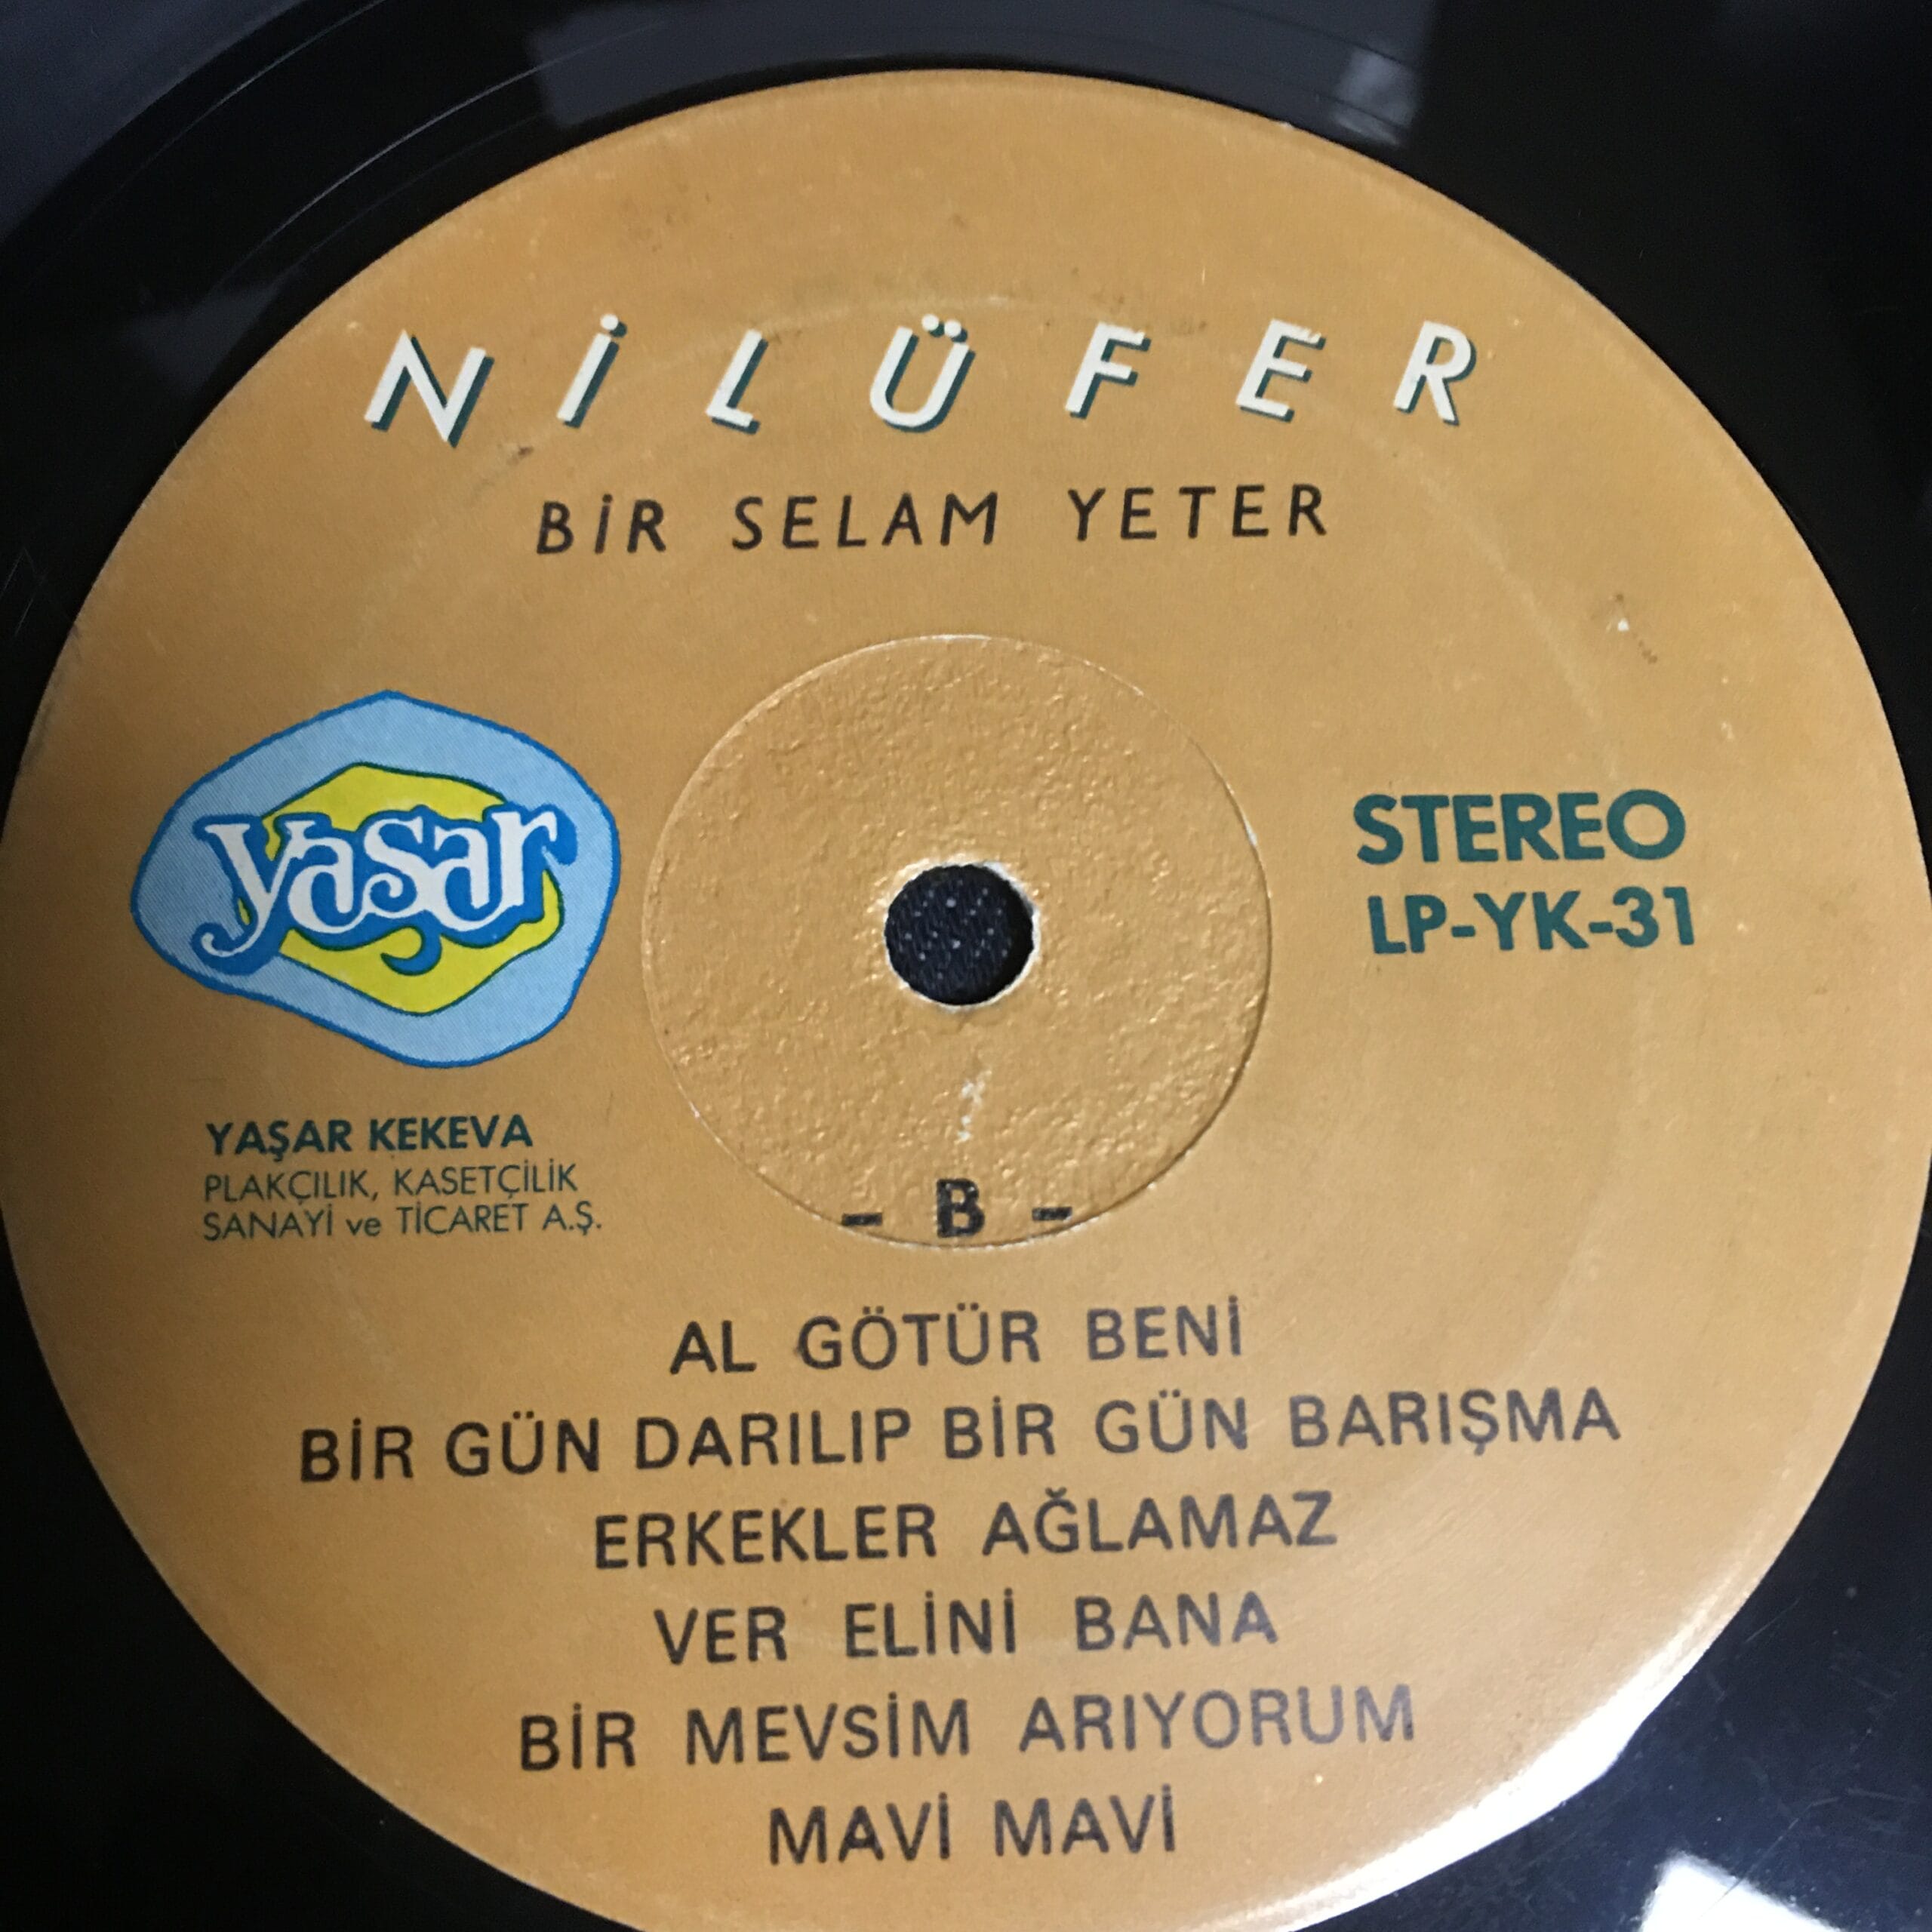 NİLÜFER
BİR SELAM YETER
yaşar
STEREO
LP-YK-31
YAŞAR KEKEVA
PLAKÇILIK, KASETÇİLİK
SANAYİ ve TİCARET A.Ş.
- B -
AL GÖTÜR BENİ
BİR GÜN DARILIP BİR GÜN BARIŞMA
ERKEKLER AĞLAMAZ
VER ELİNİ BANA
BİR MEVSİM ARIYORUM
MAVİ MAVİ